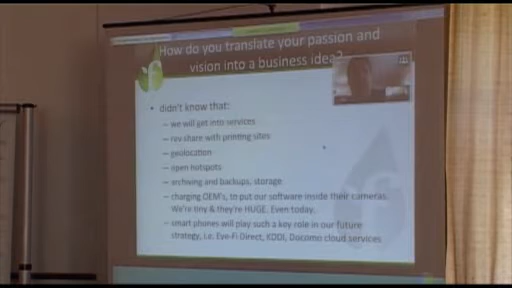 How do you translate your passion and
vision into a business idea?
• didn't know that:
– we will get into services
– rev share with printing sites
– geolocation
– open hotspots
– archiving and backups, storage
– charging OEM's, to put our software inside their cameras.
We're tiny & they're HUGE. Even today.
– smart phones will play such a key role in our future
strategy, i.e. Eye-Fi Direct, KDDI, Docomo cloud services